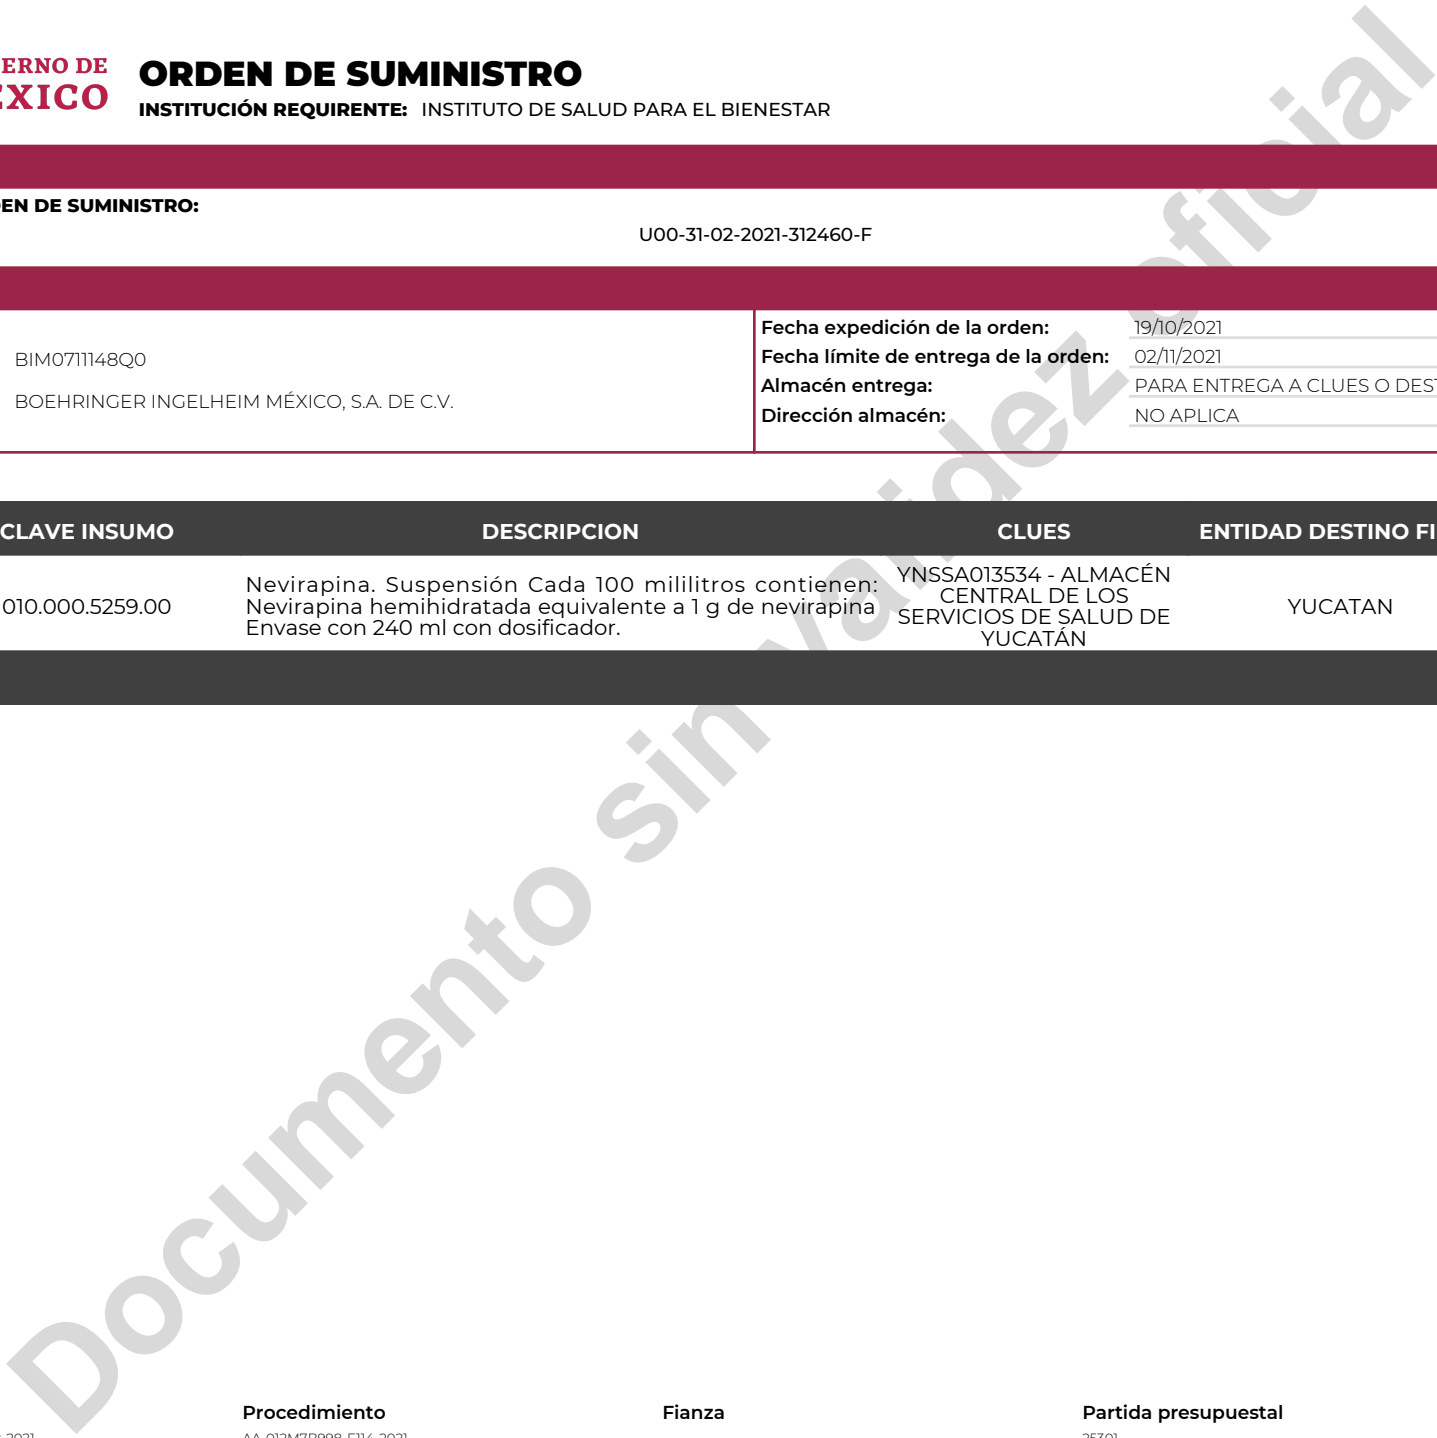 ERNO DE
ÉXICO
ORDEN DE SUMINISTRO
INSTITUCIÓN REQUIRENTE: INSTITUTO DE SALUD PARA EL BIENESTAR
EN DE SUMINISTRO:
U00-31-02-2021-312460-F
BIM0711148Q0
BOEHRINGER INGELHEIM MÉXICO, S.A. DE C.V.
Fecha expedición de la orden: 19/10/2021
Fecha límite de entrega de la orden: 02/11/2021
Almacén entrega: PARA ENTREGA A CLUES O DEST
Dirección almacén: NO APLICA
CLAVE INSUMO DESCRIPCION CLUES ENTIDAD DESTINO FI
010.000.5259.00
Nevirapina. Suspensión Cada 100 mililitros contienen:
Nevirapina hemihidratada equivalente a 1 g de nevirapina
Envase con 240 ml con dosificador.
YNSSA013534 - ALMACÉN
CENTRAL DE LOS
SERVICIOS DE SALUD DE
YUCATÁN
YUCATAN
Documento sin validez oficial
Procedimiento Fianza Partida presupuestal